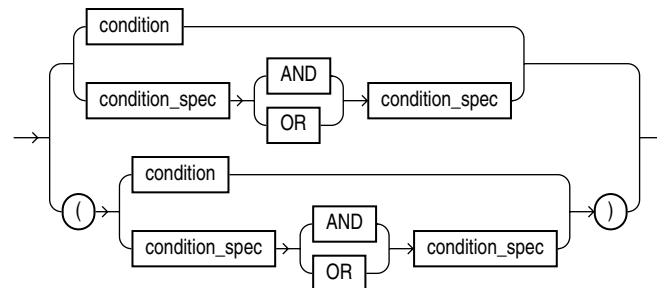 condition
AND
condition_spec condition_spec
OR
condition
( )
AND
condition_spec condition_spec
OR